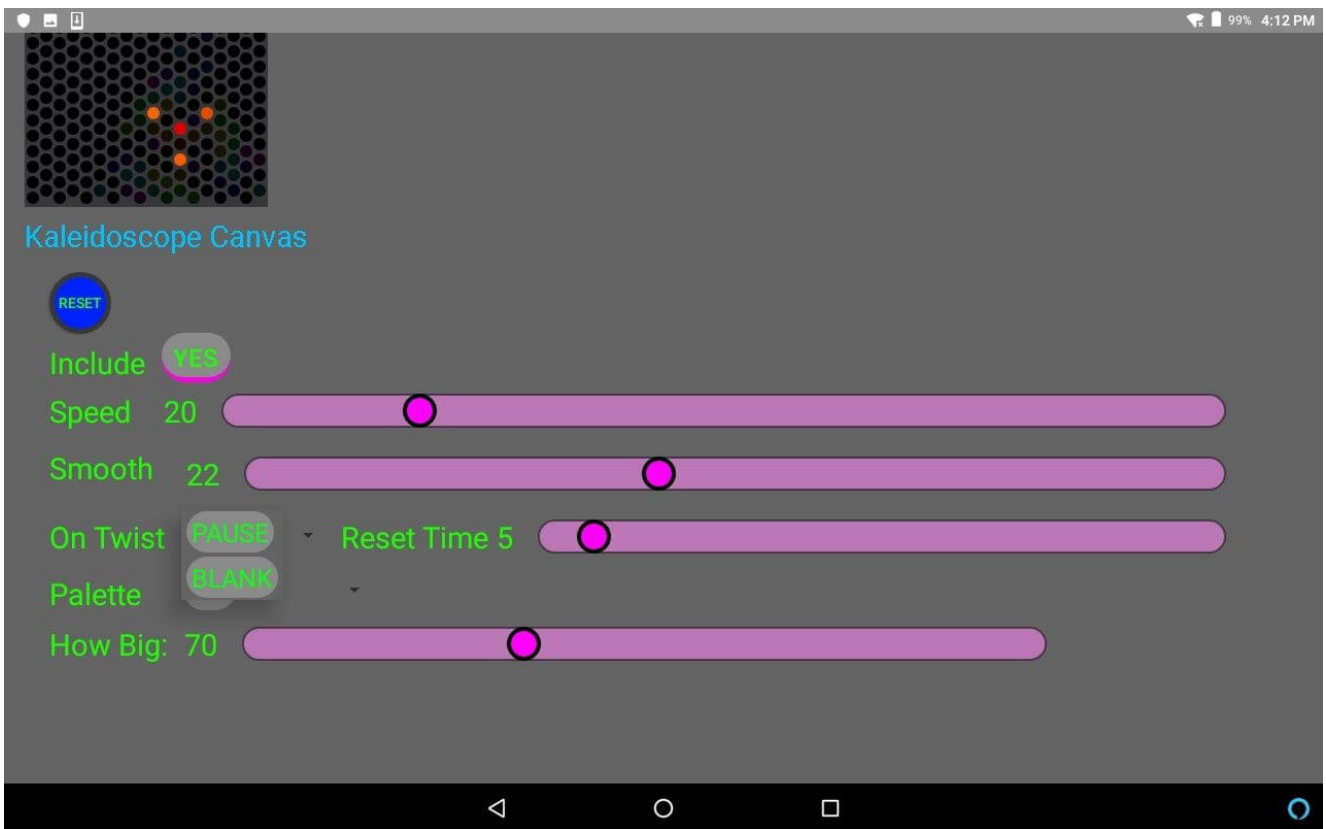 99% 4:12 PM
Kaleidoscope Canvas
RESET
Include YES
Speed 20
Smooth 22
On Twist PAUSE Reset Time 5
BLANK
Palette
How Big: 70